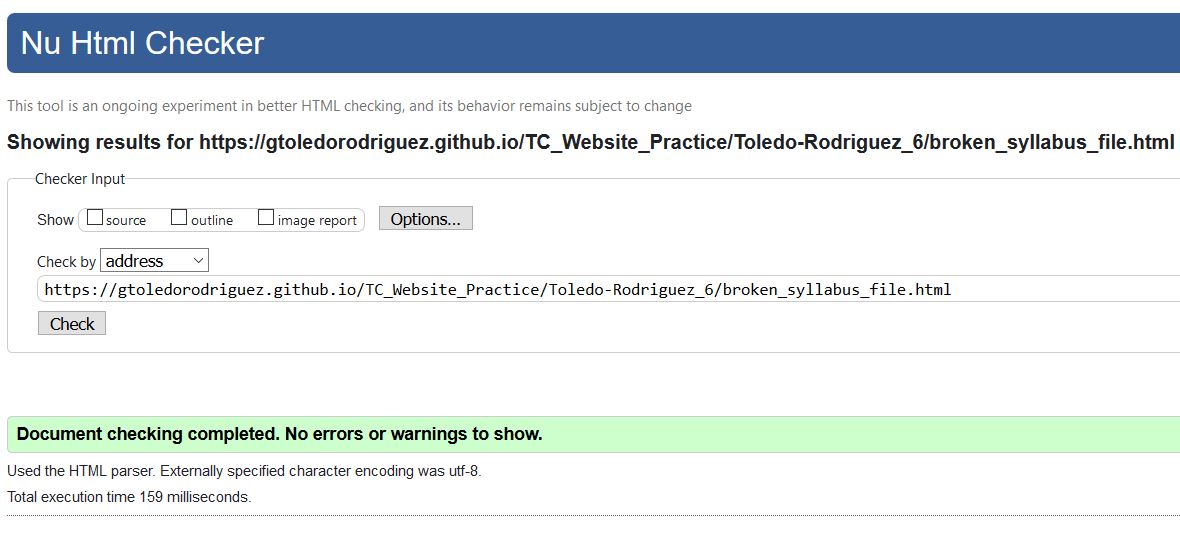 Nu Html Checker
This tool is an ongoing experiment in better HTML checking, and its behavior remains subject to change
Showing results for https://gtoledorodriguez.github.io/TC_Website_Practice/Toledo-Rodriguez_6/broken_syllabus_file.html
Checker Input
Show source outline image report Options...
Check by address
https://gtoledorodriguez.github.io/TC_Website_Practice/Toledo-Rodriguez_6/broken_syllabus_file.html
Check
Document checking completed. No errors or warnings to show.
Used the HTML parser. Externally specified character encoding was utf-8.
Total execution time 159 milliseconds.